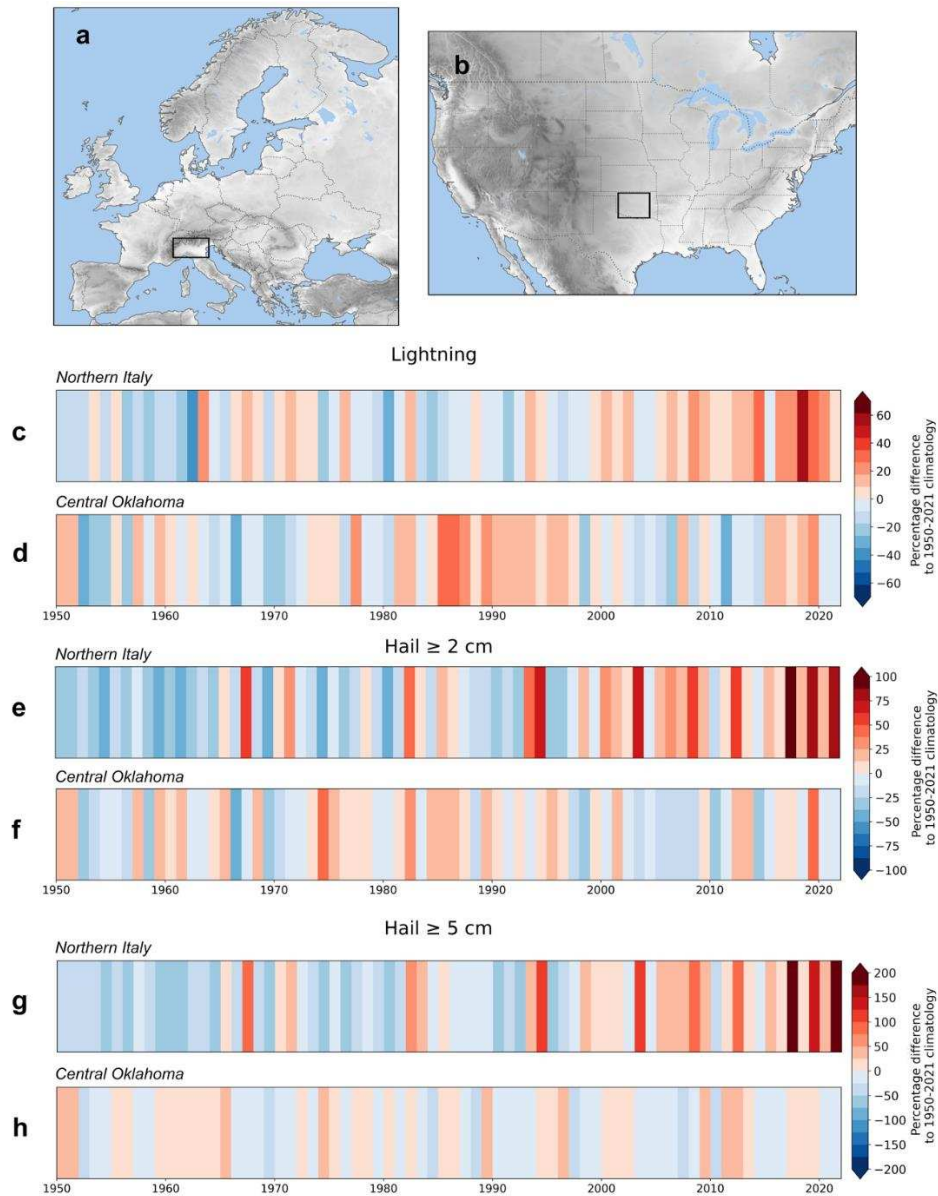 a
b
Lightning
Northern Italy
c
Central Oklahoma
d
60
40
20
0
−20
−40
−60
Percentage difference
to 1950-2021 climatology
1950 1960 1970 1980 1990 2000 2010 2020
Hail ≥ 2 cm
Northern Italy
e
Central Oklahoma
f
100
75
50
25
0
−25
−50
−75
−100
Percentage difference
to 1950-2021 climatology
1950 1960 1970 1980 1990 2000 2010 2020
Hail ≥ 5 cm
Northern Italy
g
Central Oklahoma
h
200
150
100
50
0
−50
−100
−150
−200
Percentage difference
to 1950-2021 climatology
1950 1960 1970 1980 1990 2000 2010 2020